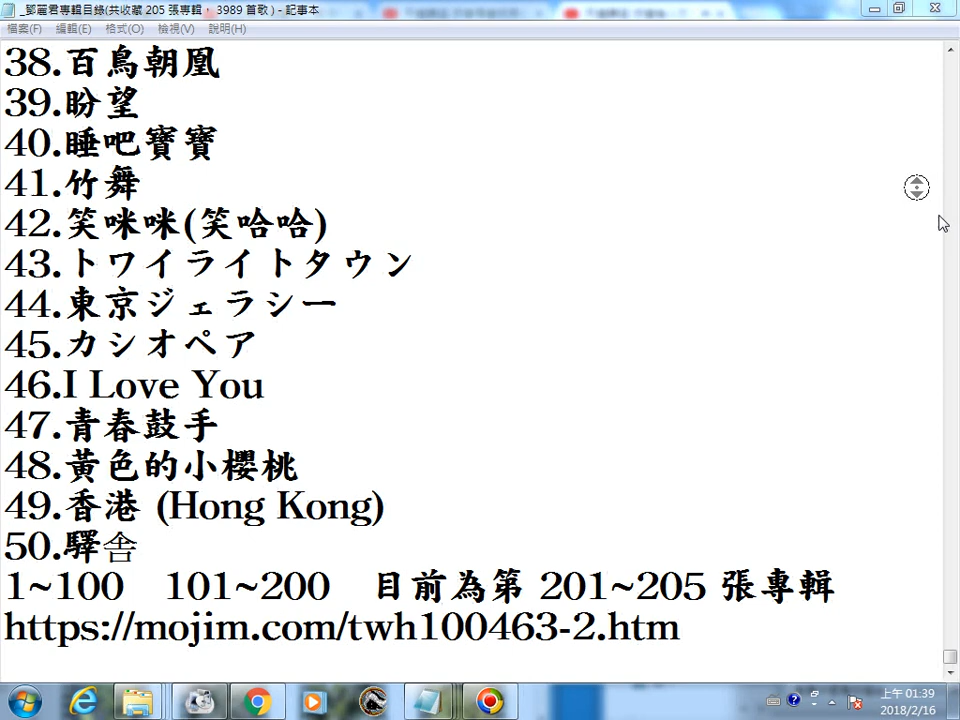 _鄧麗君專輯目錄(共收藏 205 張專輯， 3989 首歌 ) - 記事本
檔案(F) 編輯(E) 格式(O) 檢視(V) 說明(H)
38.百鳥朝凰
39.盼望
40.睡吧寶寶
41.竹舞
42.笑咪咪(笑哈哈)
43.トワイライトタウン
44.東京ジェラシー
45.カシオペア
46.I Love You
47.青春鼓手
48.黃色的小櫻桃
49.香港 (Hong Kong)
50.驛舎
1~100 101~200 目前為第 201~205 張專輯
https://mojim.com/twh100463-2.htm
上午 01:39
2018/2/16